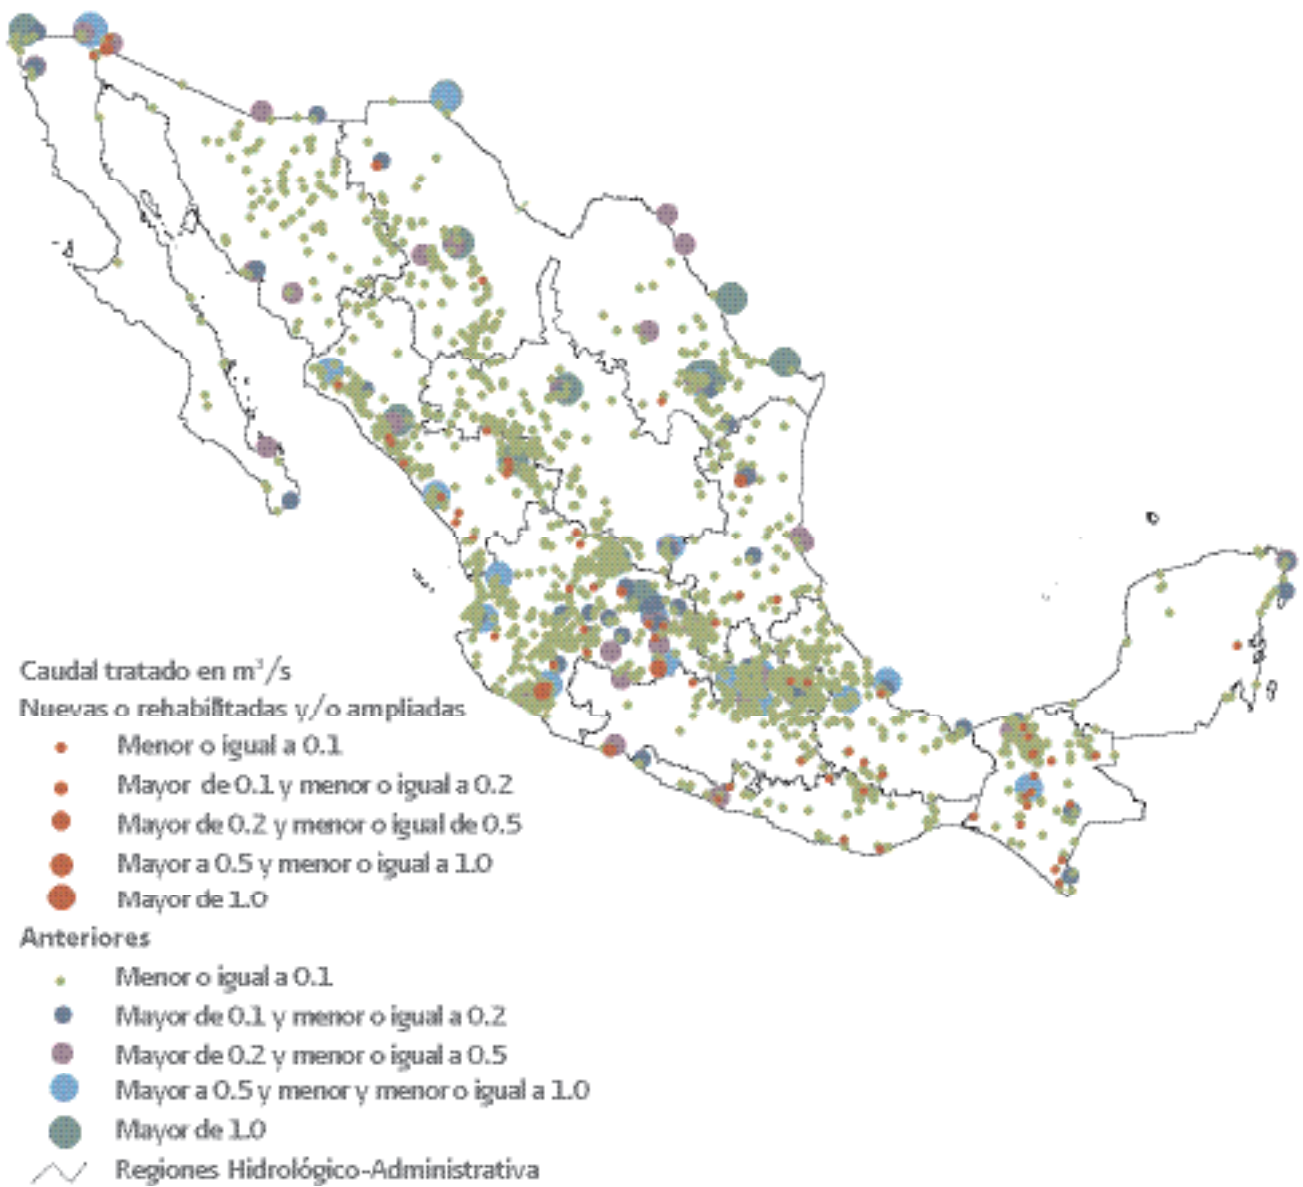 Caudal tratado en m³/s
Nuevas o rehabilitadas y/o ampliadas
Menor o igual a 0.1
Mayor de 0.1 y menor o igual a 0.2
Mayor de 0.2 y menor o igual de 0.5
Mayor a 0.5 y menor o igual a 1.0
Mayor de 1.0
Anteriores
Menor o igual a 0.1
Mayor de 0.1 y menor o igual a 0.2
Mayor de 0.2 y menor o igual a 0.5
Mayor a 0.5 y menor y menor o igual a 1.0
Mayor de 1.0
Regiones Hidrológico-Administrativa